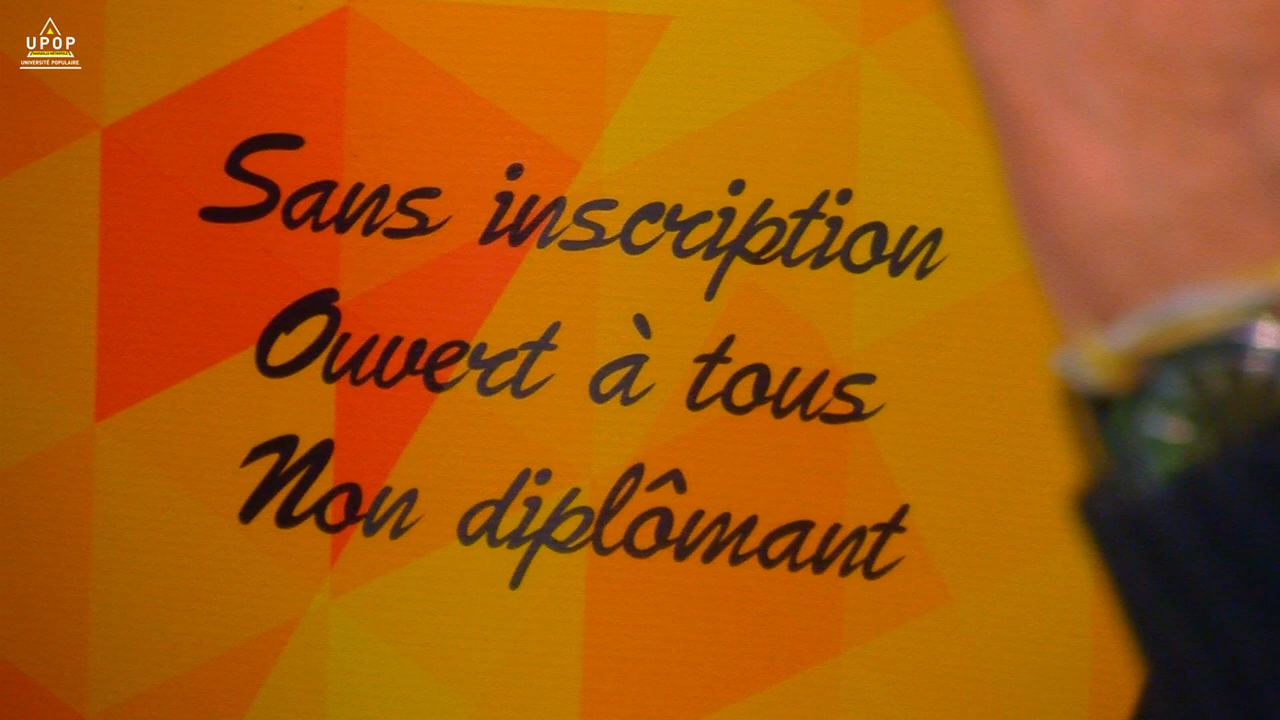 UPOP
UNIVERSITÉ POPULAIRE
Sans inscription
Ouvert à tous
Non diplômant